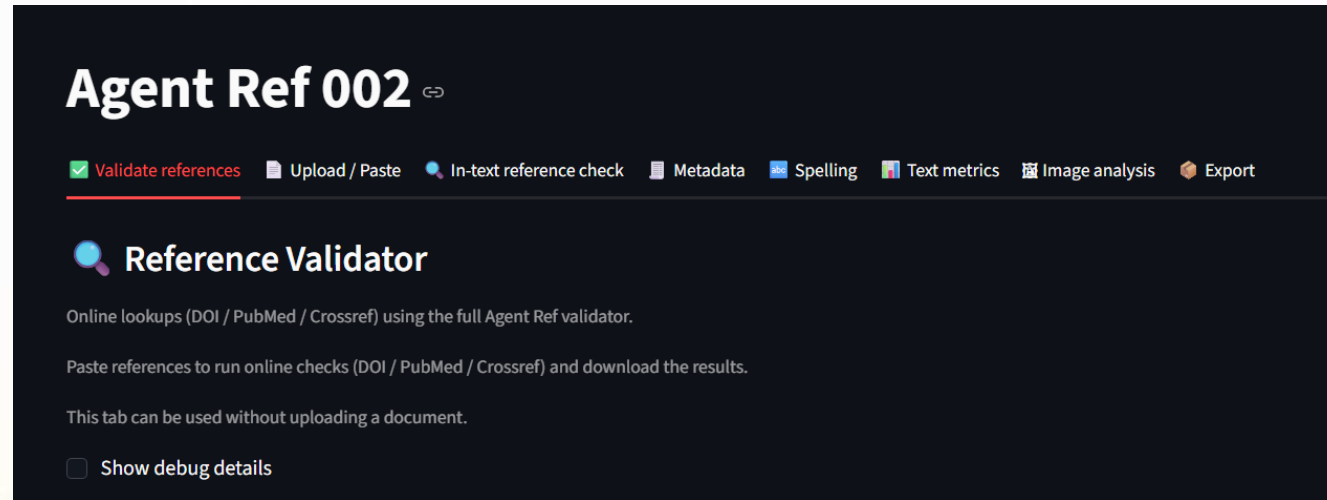 Agent Ref 002
Validate references Upload / Paste In-text reference check Metadata abc Spelling Text metrics Image analysis Export
Reference Validator
Online lookups (DOI / PubMed / Crossref) using the full Agent Ref validator.
Paste references to run online checks (DOI / PubMed / Crossref) and download the results.
This tab can be used without uploading a document.
Show debug details